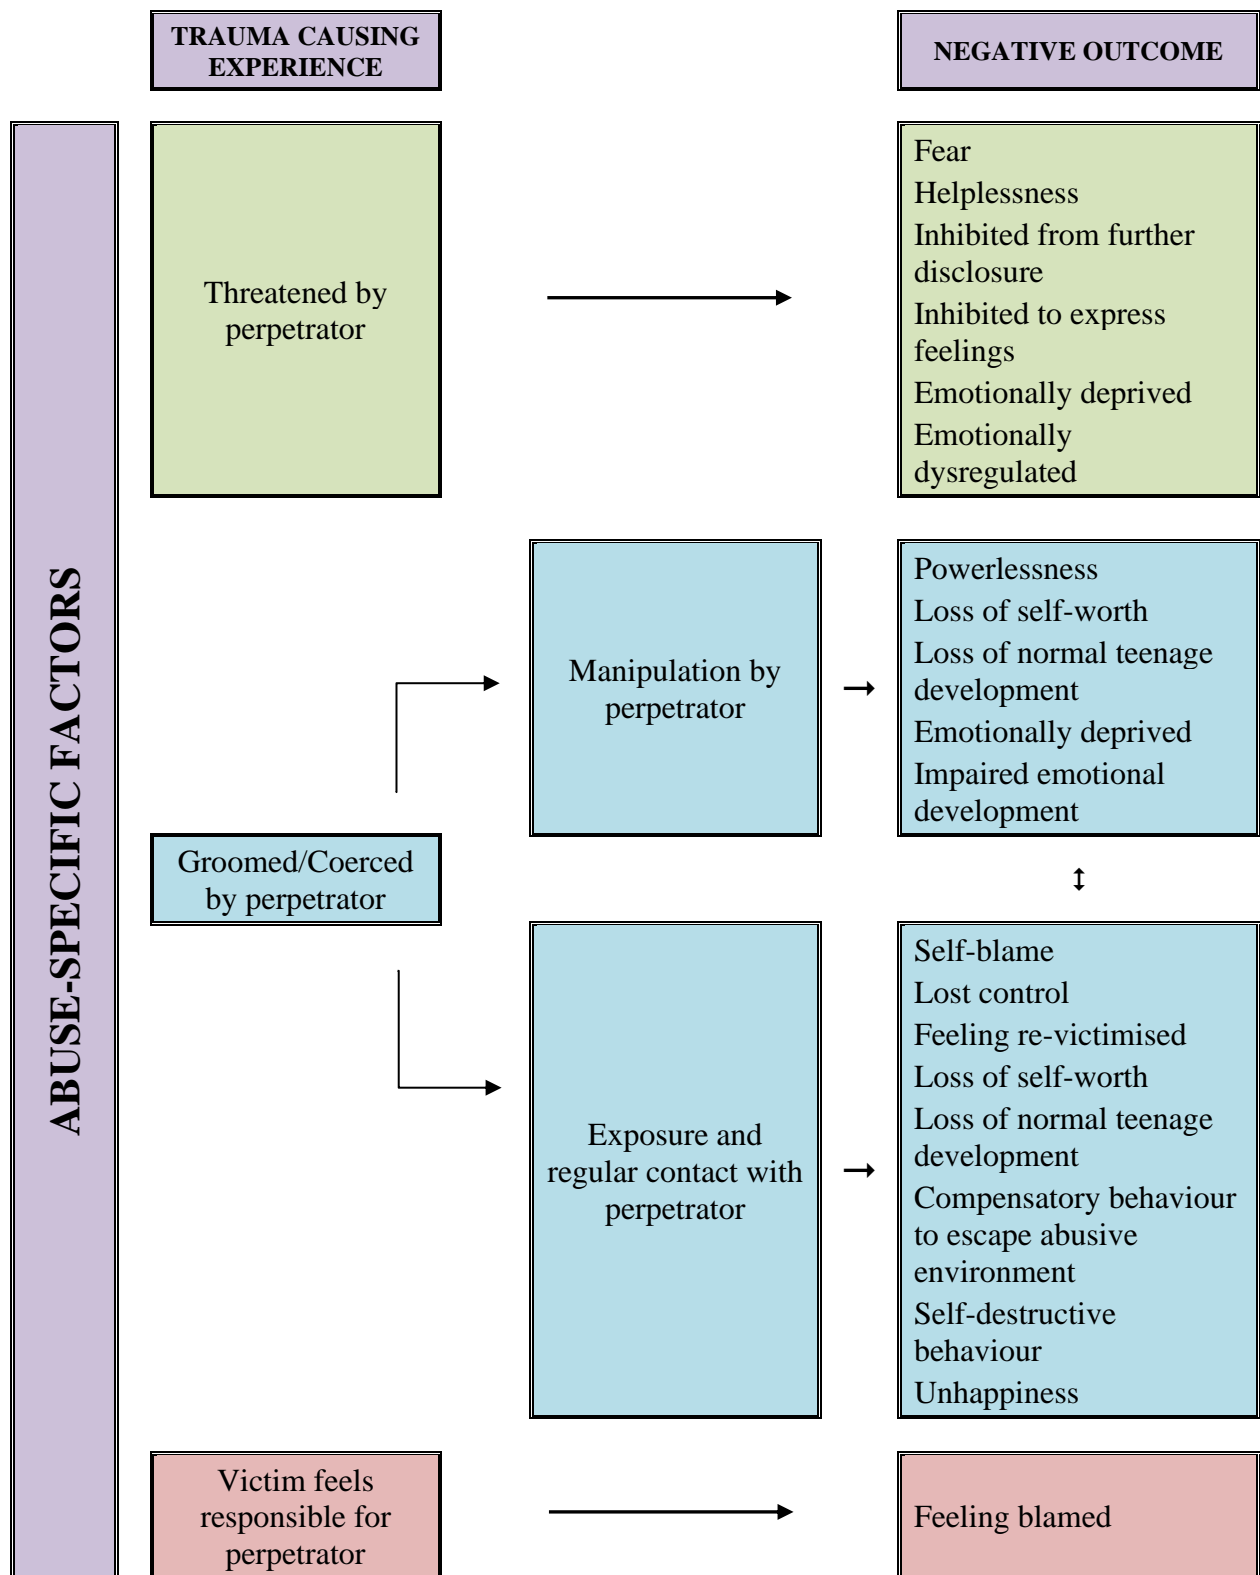 TRAUMA CAUSING
EXPERIENCE
NEGATIVE OUTCOME
ABUSE-SPECIFIC FACTORS
Threatened by
perpetrator
Fear
Helplessness
Inhibited from further
disclosure
Inhibited to express
feelings
Emotionally deprived
Emotionally
dysregulated
Groomed/Coerced
by perpetrator
Manipulation by
perpetrator
Powerlessness
Loss of self-worth
Loss of normal teenage
development
Emotionally deprived
Impaired emotional
development
Exposure and
regular contact with
perpetrator
Self-blame
Lost control
Feeling re-victimised
Loss of self-worth
Loss of normal teenage
development
Compensatory behaviour
to escape abusive
environment
Self-destructive
behaviour
Unhappiness
Victim feels
responsible for
perpetrator
Feeling blamed